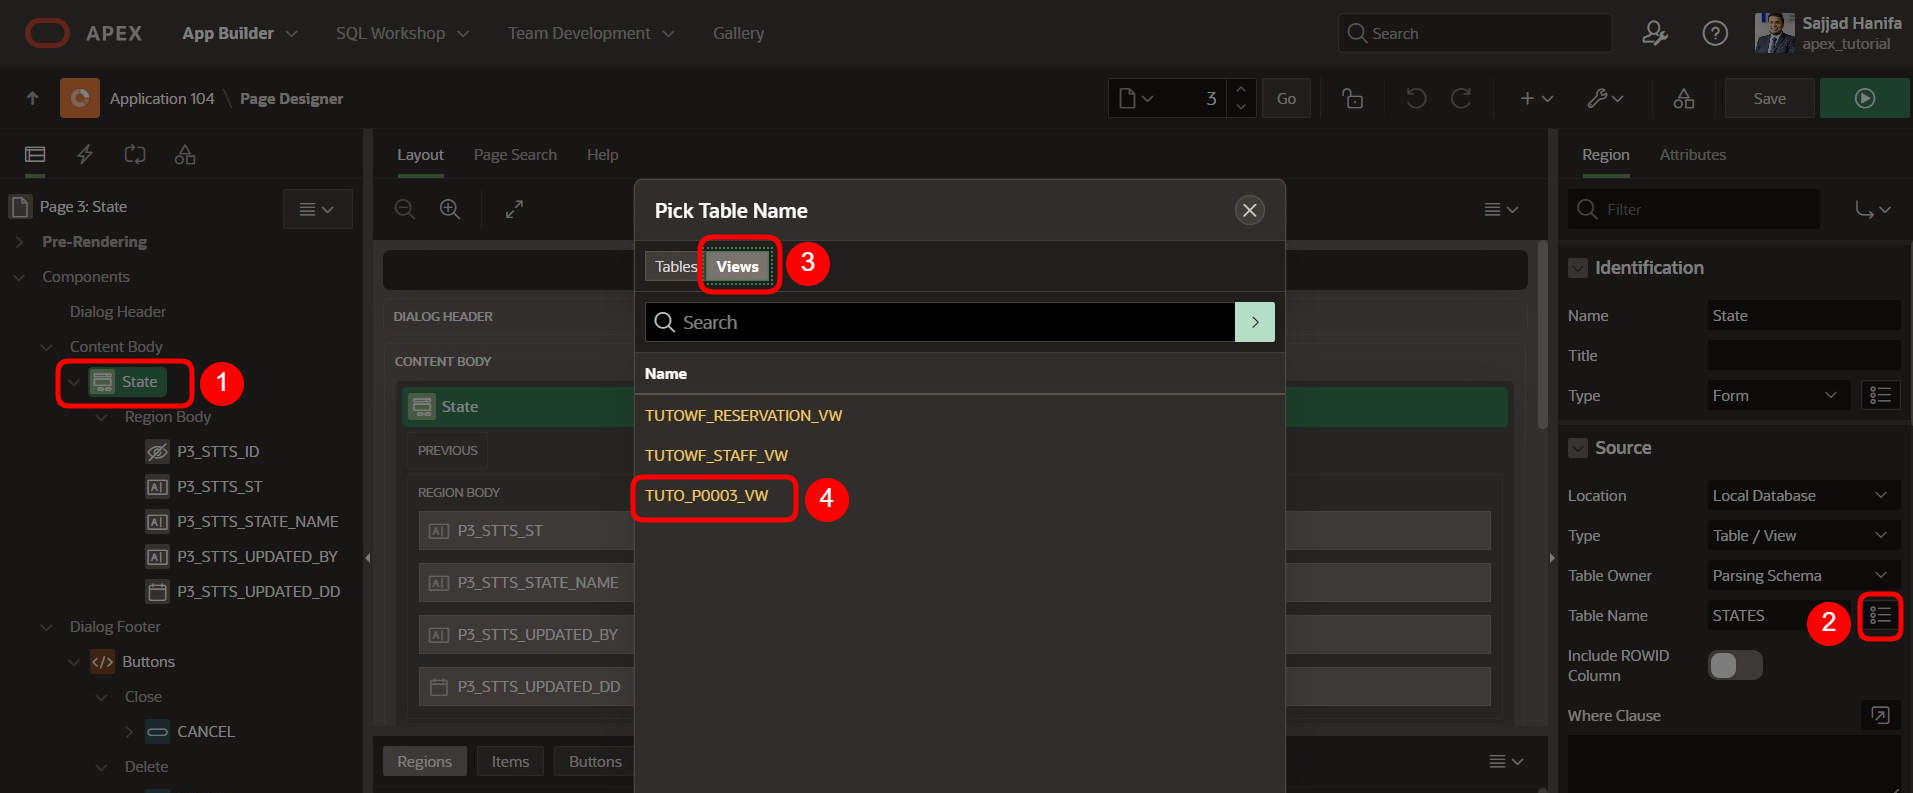 APEX App Builder SQL Workshop Team Development Gallery Search Sajjad Hanifa
apex_tutorial
Application 104 \ Page Designer 3 Go Save
Layout Page Search Help
Region Attributes
Page 3: State
Pre-Rendering
Components
Dialog Header
Content Body
State 1
Region Body
P3_STTS_ID
P3_STTS_ST
P3_STTS_STATE_NAME
P3_STTS_UPDATED_BY
P3_STTS_UPDATED_DD
Dialog Footer
Buttons
Close
CANCEL
Delete
DIALOG HEADER
CONTENT BODY
State
PREVIOUS
REGION BODY
P3_STTS_ST
P3_STTS_STATE_NAME
P3_STTS_UPDATED_BY
P3_STTS_UPDATED_DD
Regions Items Buttons
Pick Table Name
Tables Views 3
Search
Name
TUTOWF_RESERVATION_VW
TUTOWF_STAFF_VW
TUTO_P0003_VW 4
Filter
Identification
Name State
Title
Type Form
Source
Location Local Database
Type Table / View
Table Owner Parsing Schema
Table Name STATES 2
Include ROWID
Column
Where Clause